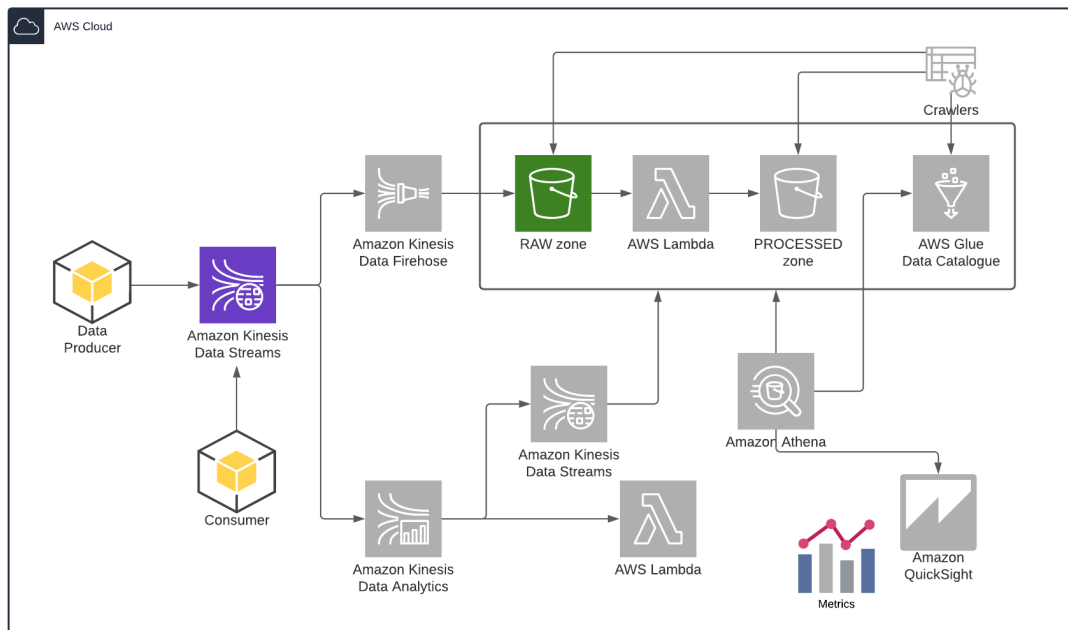 AWS Cloud
Crawlers
RAW zone
AWS Lambda
PROCESSED
zone
AWS Glue
Data Catalogue
Amazon Kinesis
Data Firehose
Data
Producer
Amazon Kinesis
Data Streams
Amazon Athena
Amazon Kinesis
Data Streams
Consumer
Amazon Kinesis
Data Analytics
AWS Lambda
Amazon
QuickSight
Metrics